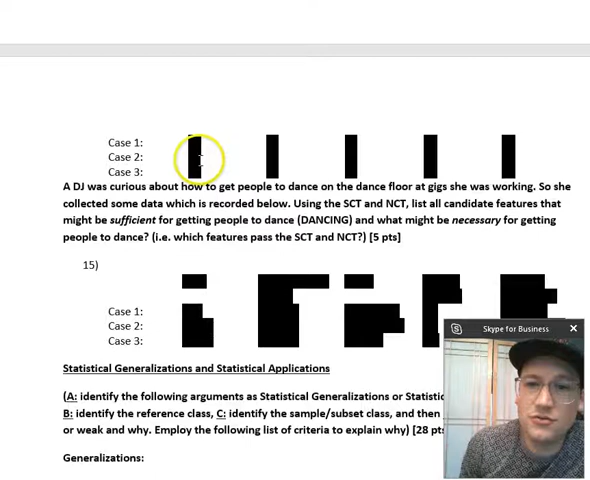 Case 1:
Case 2:
Case 3:
A DJ was curious about how to get people to dance on the dance floor at gigs she was working. So she
collected some data which is recorded below. Using the SCT and NCT, list all candidate features that
might be sufficient for getting people to dance (DANCING) and what might be necessary for getting
people to dance? (i.e. which features pass the SCT and NCT?) [5 pts]
15)
Case 1:
Case 2:
Case 3:
Skype for Business
Statistical Generalizations and Statistical Applications
(A: identify the following arguments as Statistical Generalizations or
B: identify the reference class, C: identify the sample/subset class, and then
or weak and why. Employ the following list of criteria to explain why) [28
Generalizations: